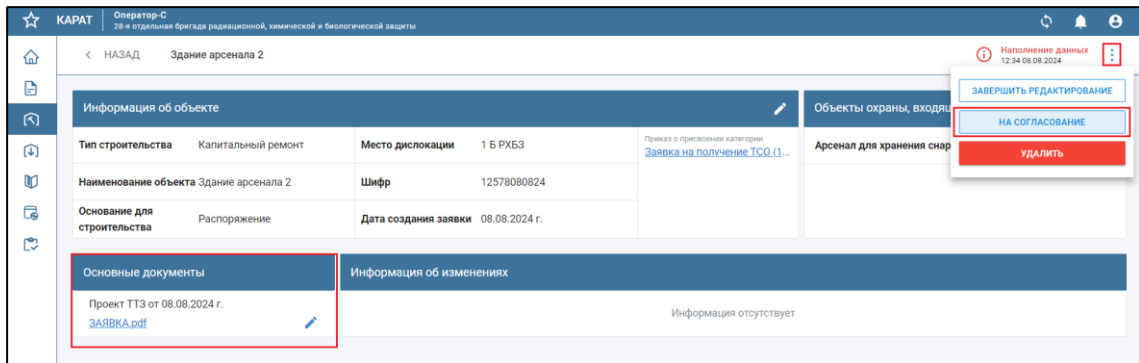 КАРАТ
Оператор-С
28-я отдельная бригада радиационной, химической и биологической защиты
< НАЗАД
Здание арсенала 2
Наполнение данных
12:34 08.08.2024
ЗАВЕРШИТЬ РЕДАКТИРОВАНИЕ
НА СОГЛАСОВАНИЕ
УДАЛИТЬ
Информация об объекте
Тип строительства Капитальный ремонт
Место дислокации 1 Б РХБЗ
Приказ о присвоении категории
Заявка на получение ТСО (1...
Наименование объекта Здание арсенала 2
Шифр 12578080824
Основание для
строительства
Распоряжение
Дата создания заявки 08.08.2024 г.
Объекты охраны, входящ
Арсенал для хранения снар
Основные документы
Проект ТТЗ от 08.08.2024 г.
ЗАЯВКА.pdf
Информация об изменениях
Информация отсутствует